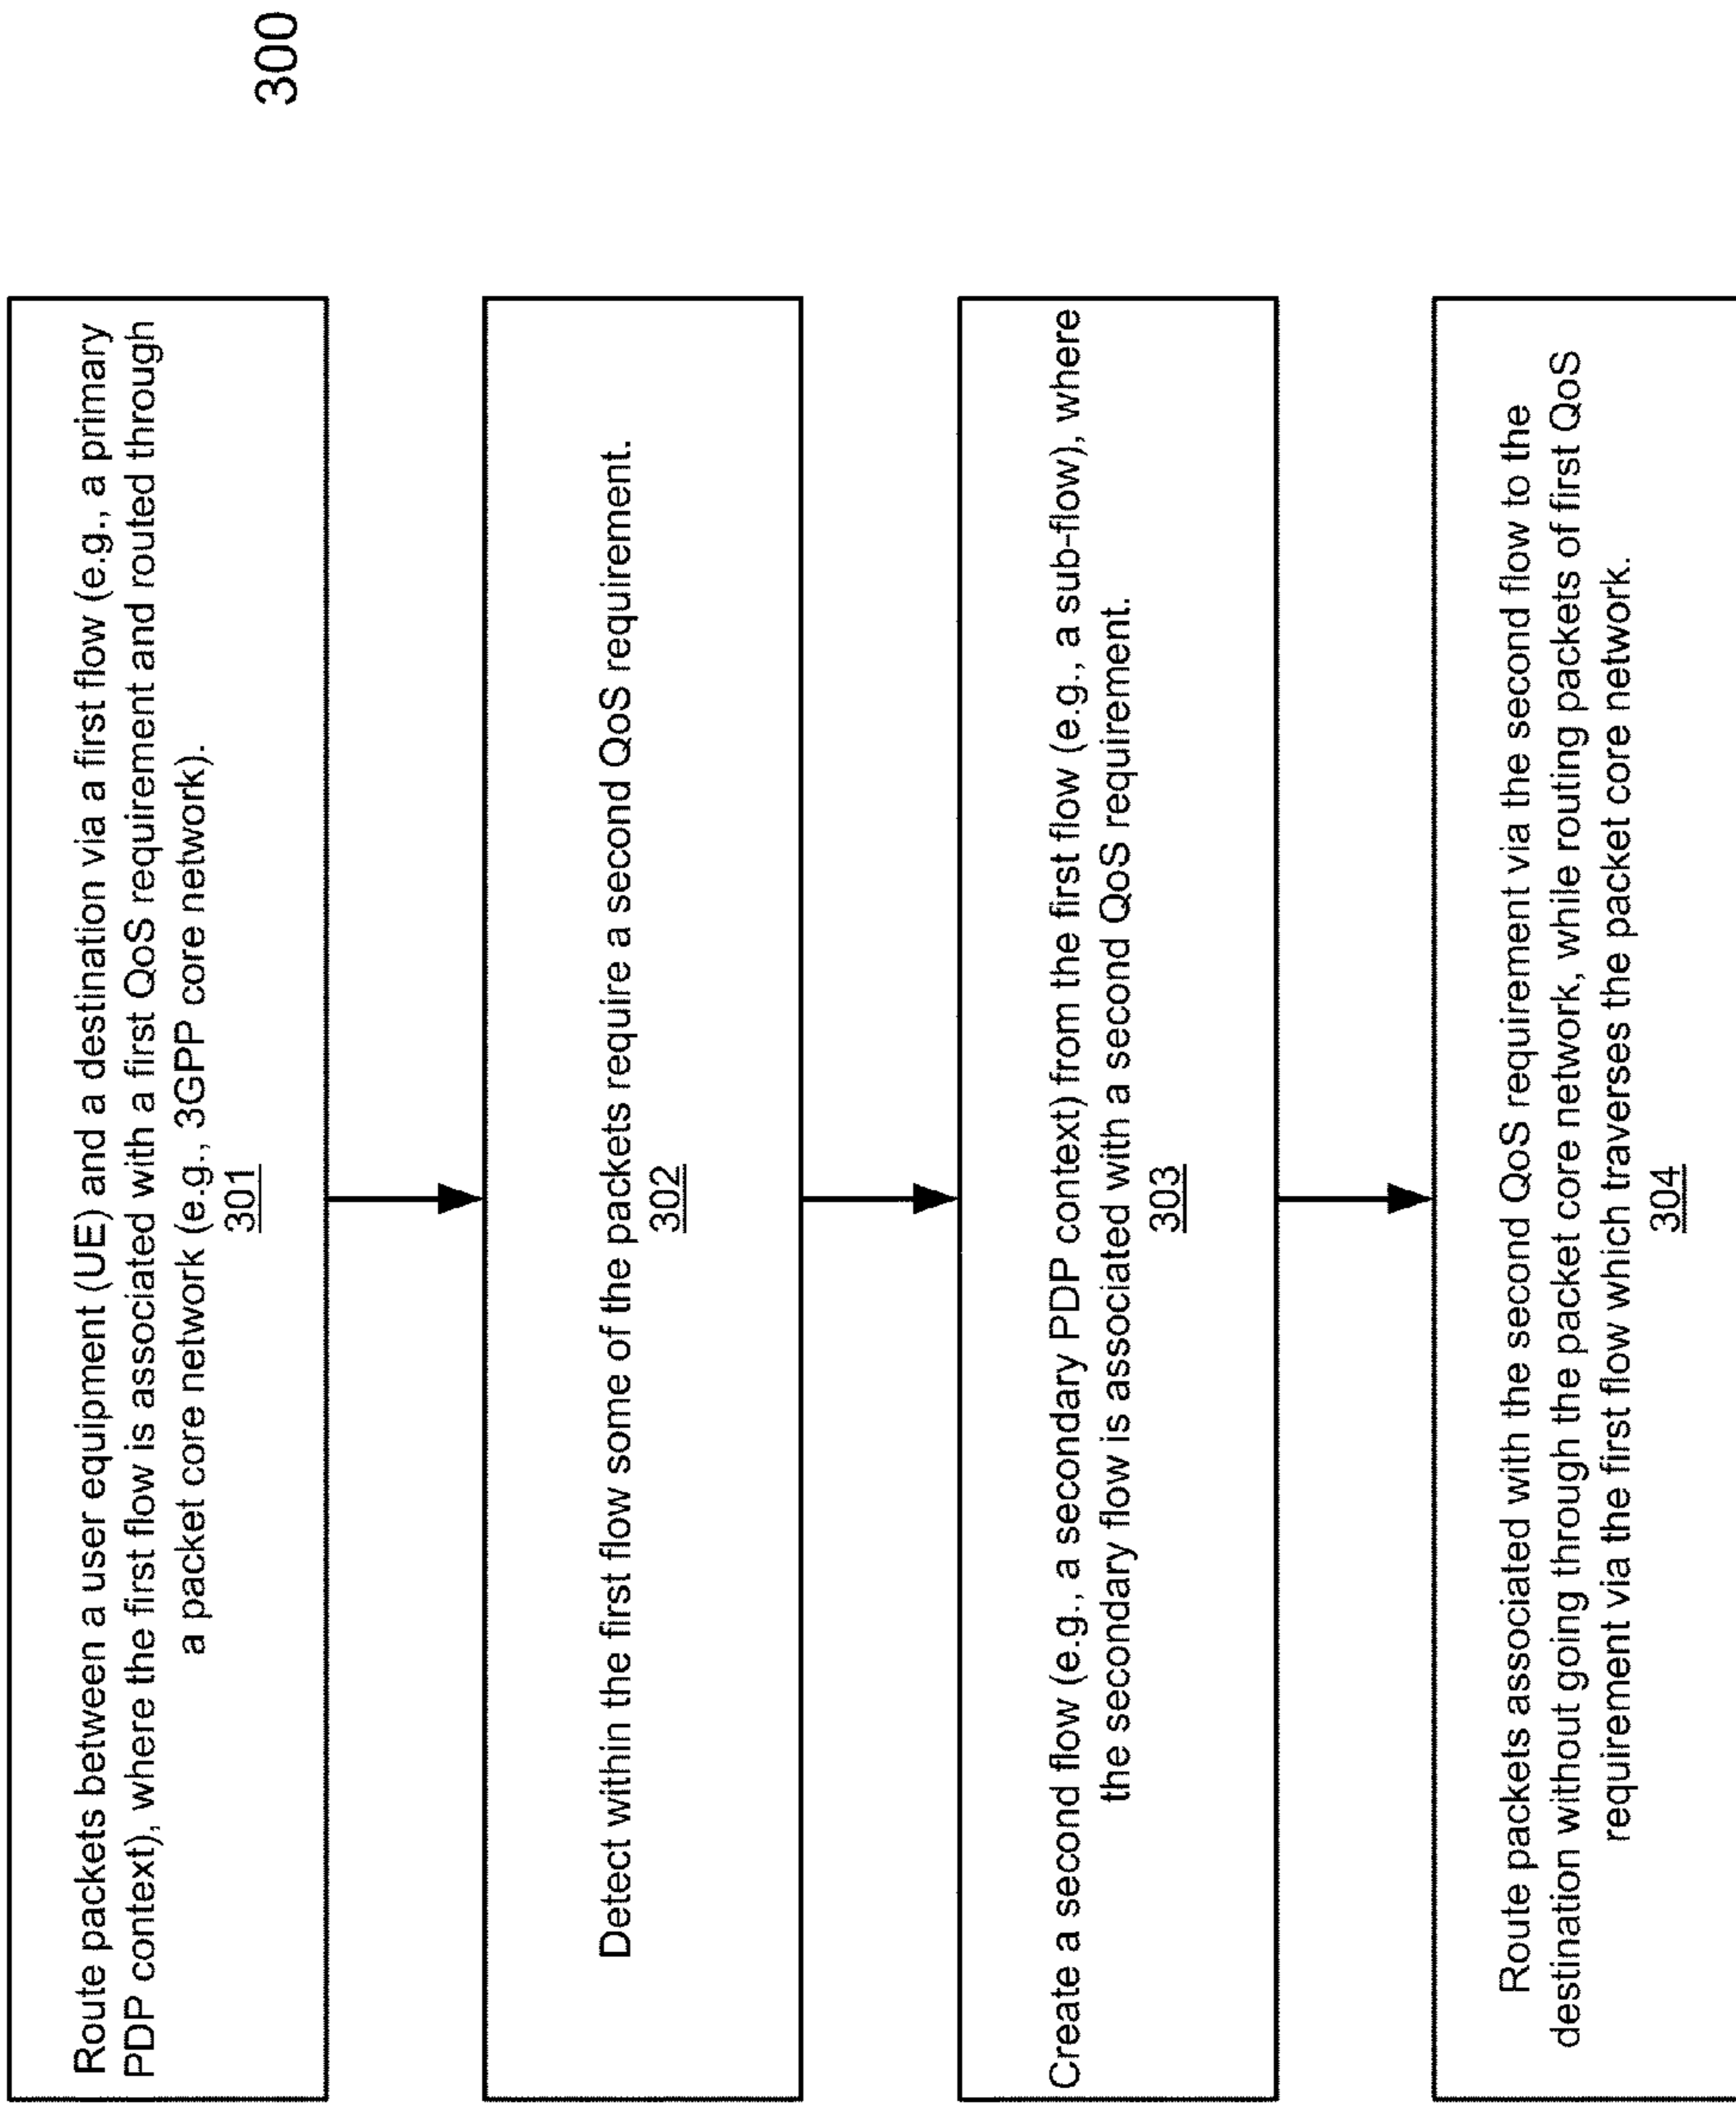 300
Route packets between a user equipment (UE) and a destination via a first flow (e.g., a primary
PDP context), where the first flow is associated with a first QoS requirement and routed through
a packet core network (e.g., 3GPP core network).
301
Detect within the first flow some of the packets require a second QoS requirement.
302
Create a second flow (e.g., a secondary PDP context) from the first flow (e.g., a sub-flow), where
the secondary flow is associated with a second QoS requirement.
303
Route packets associated with the second QoS requirement via the second flow to the
destination without going through the packet core network, while routing packets of first QoS
requirement via the first flow which traverses the packet core network.
304